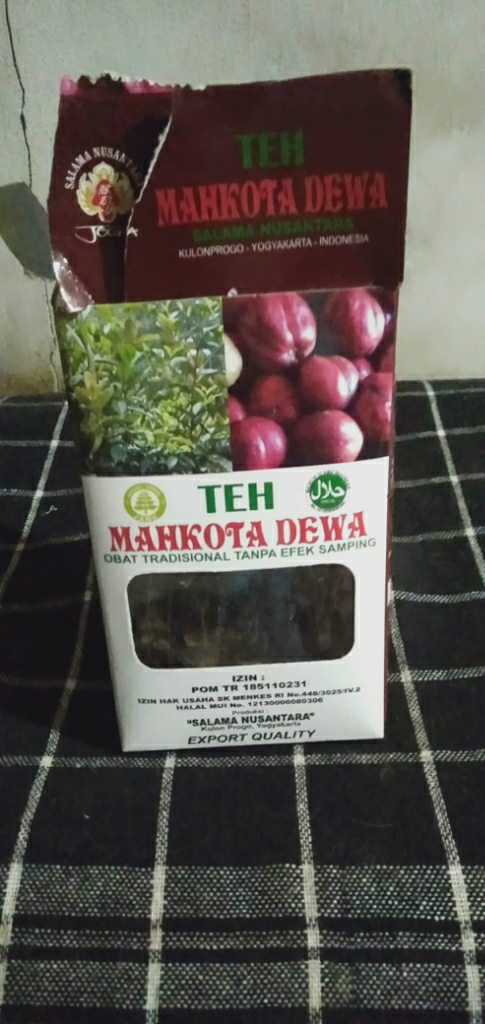 SALAMA NUSANTARA
JOGJA
TEH
MAHKOTA DEWA
SALAMA NUSANTARA
KULONPROGO - YOGYAKARTA - INDONESIA
TEH
حلال
MAHKOTA DEWA
OBAT TRADISIONAL TANPA EFEK SAMPING
IZIN :
POM TR 185110231
IZIN HAK USAHA SK MENKES RI No.448/3025/IV.2
HALAL MUI No. 12130000080306
Produksi :
"SALAMA NUSANTARA"
Kulon Progo, Yogyakarta
EXPORT QUALITY